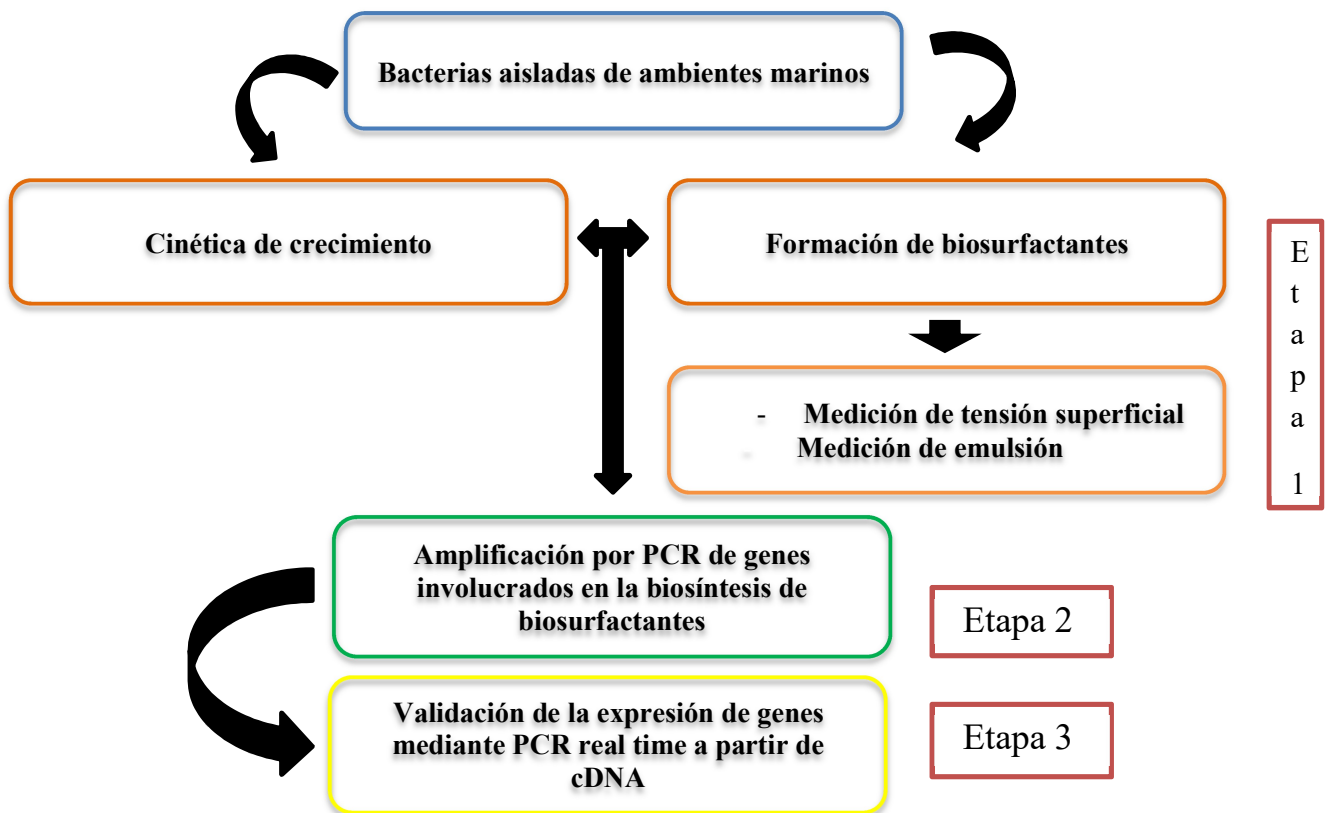 Bacterias aisladas de ambientes marinos
Cinética de crecimiento
Formación de biosurfactantes
- Medición de tensión superficial
- Medición de emulsión
E
t
a
p
a
1
Amplificación por PCR de genes
involucrados en la biosíntesis de
biosurfactantes
Etapa 2
Validación de la expresión de genes
mediante PCR real time a partir de
cDNA
Etapa 3